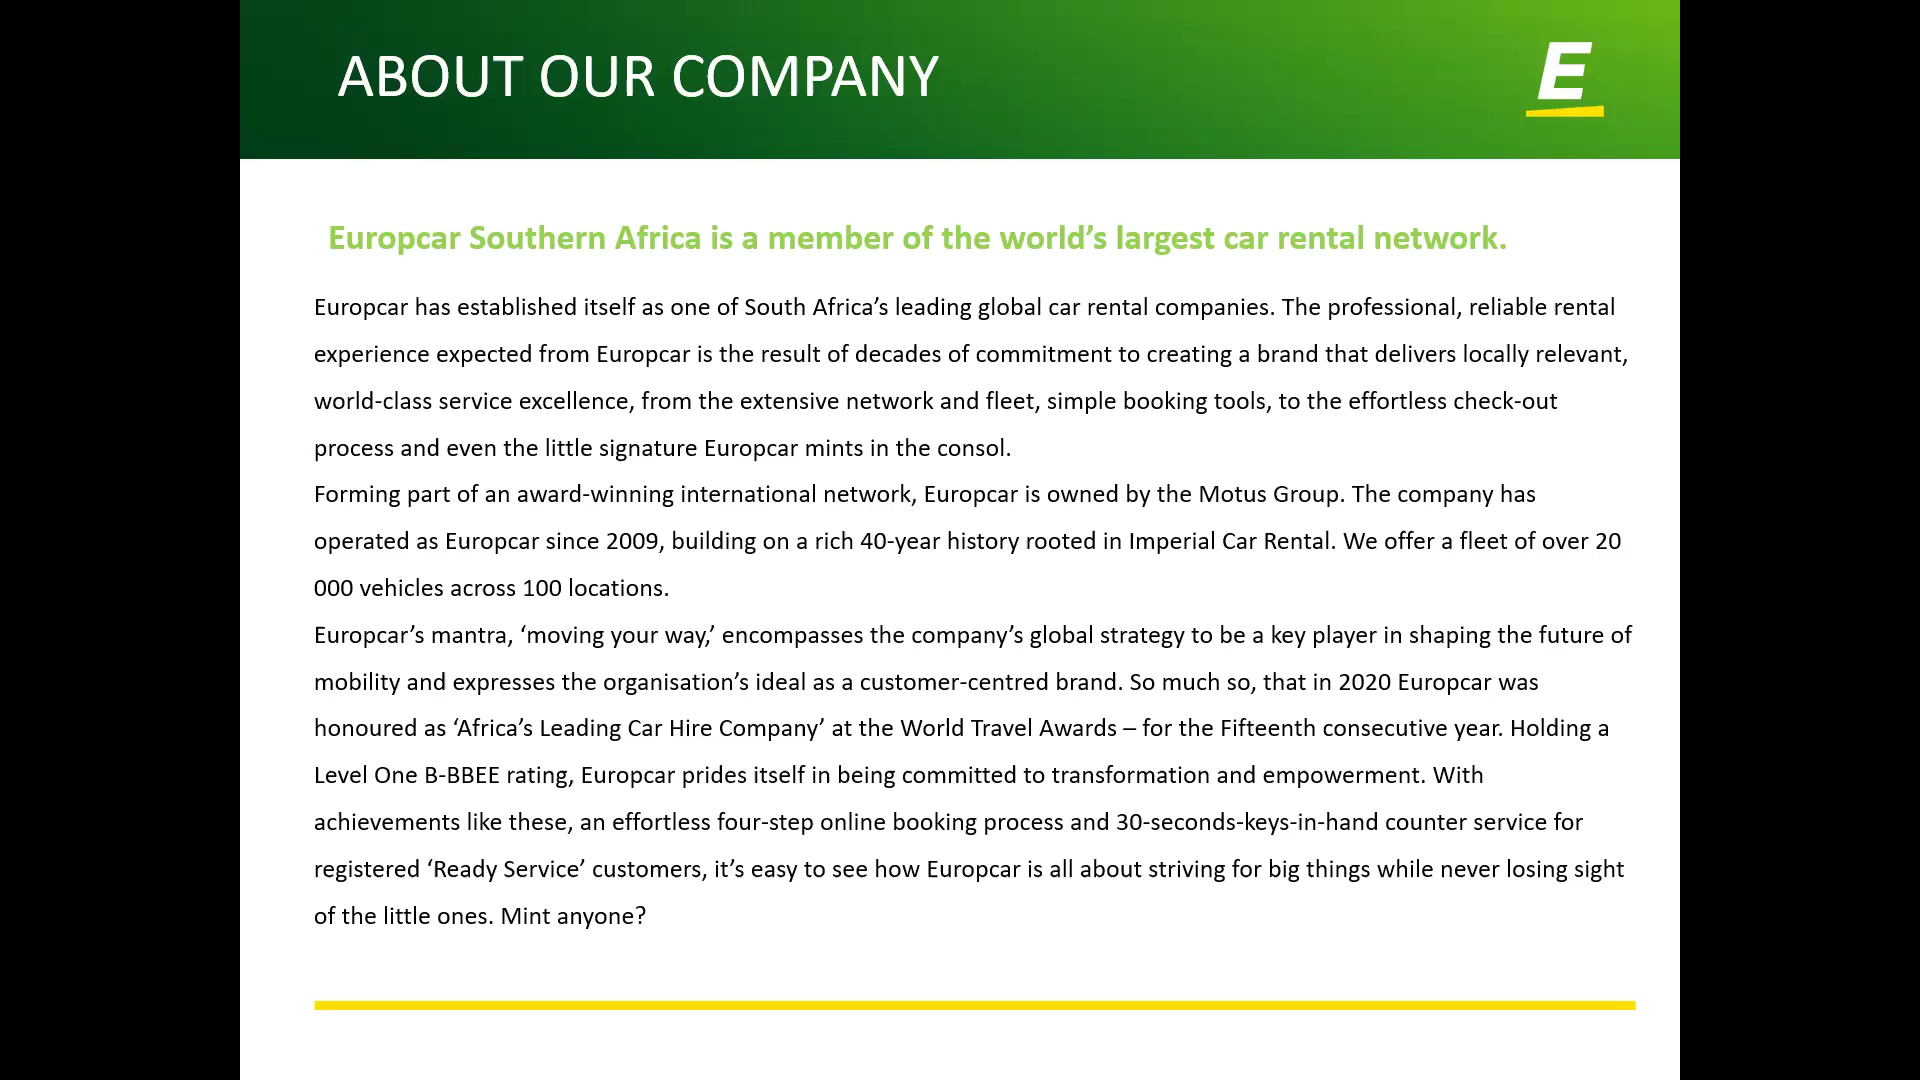 ABOUT OUR COMPANY
E
Europcar Southern Africa is a member of the world’s largest car rental network.
Europcar has established itself as one of South Africa’s leading global car rental companies. The professional, reliable rental
experience expected from Europcar is the result of decades of commitment to creating a brand that delivers locally relevant,
world-class service excellence, from the extensive network and fleet, simple booking tools, to the effortless check-out
process and even the little signature Europcar mints in the consol.
Forming part of an award-winning international network, Europcar is owned by the Motus Group. The company has
operated as Europcar since 2009, building on a rich 40-year history rooted in Imperial Car Rental. We offer a fleet of over 20
000 vehicles across 100 locations.
Europcar’s mantra, ‘moving your way,’ encompasses the company’s global strategy to be a key player in shaping the future of
mobility and expresses the organisation’s ideal as a customer-centred brand. So much so, that in 2020 Europcar was
honoured as ‘Africa’s Leading Car Hire Company’ at the World Travel Awards – for the Fifteenth consecutive year. Holding a
Level One B-BBEE rating, Europcar prides itself in being committed to transformation and empowerment. With
achievements like these, an effortless four-step online booking process and 30-seconds-keys-in-hand counter service for
registered ‘Ready Service’ customers, it’s easy to see how Europcar is all about striving for big things while never losing sight
of the little ones. Mint anyone?